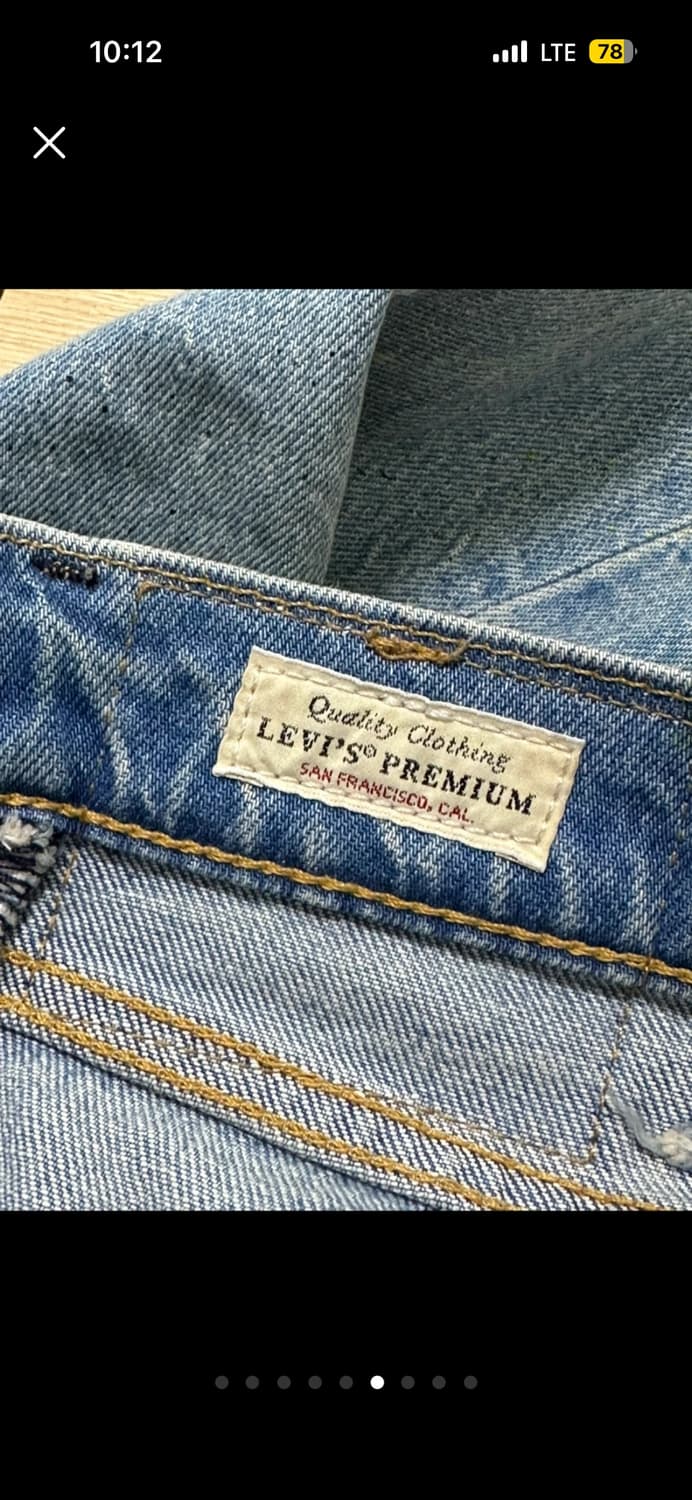 10:12
LTE
78
Quality Clothing
LEVI'S® PREMIUM
SAN FRANCISCO, CAL.